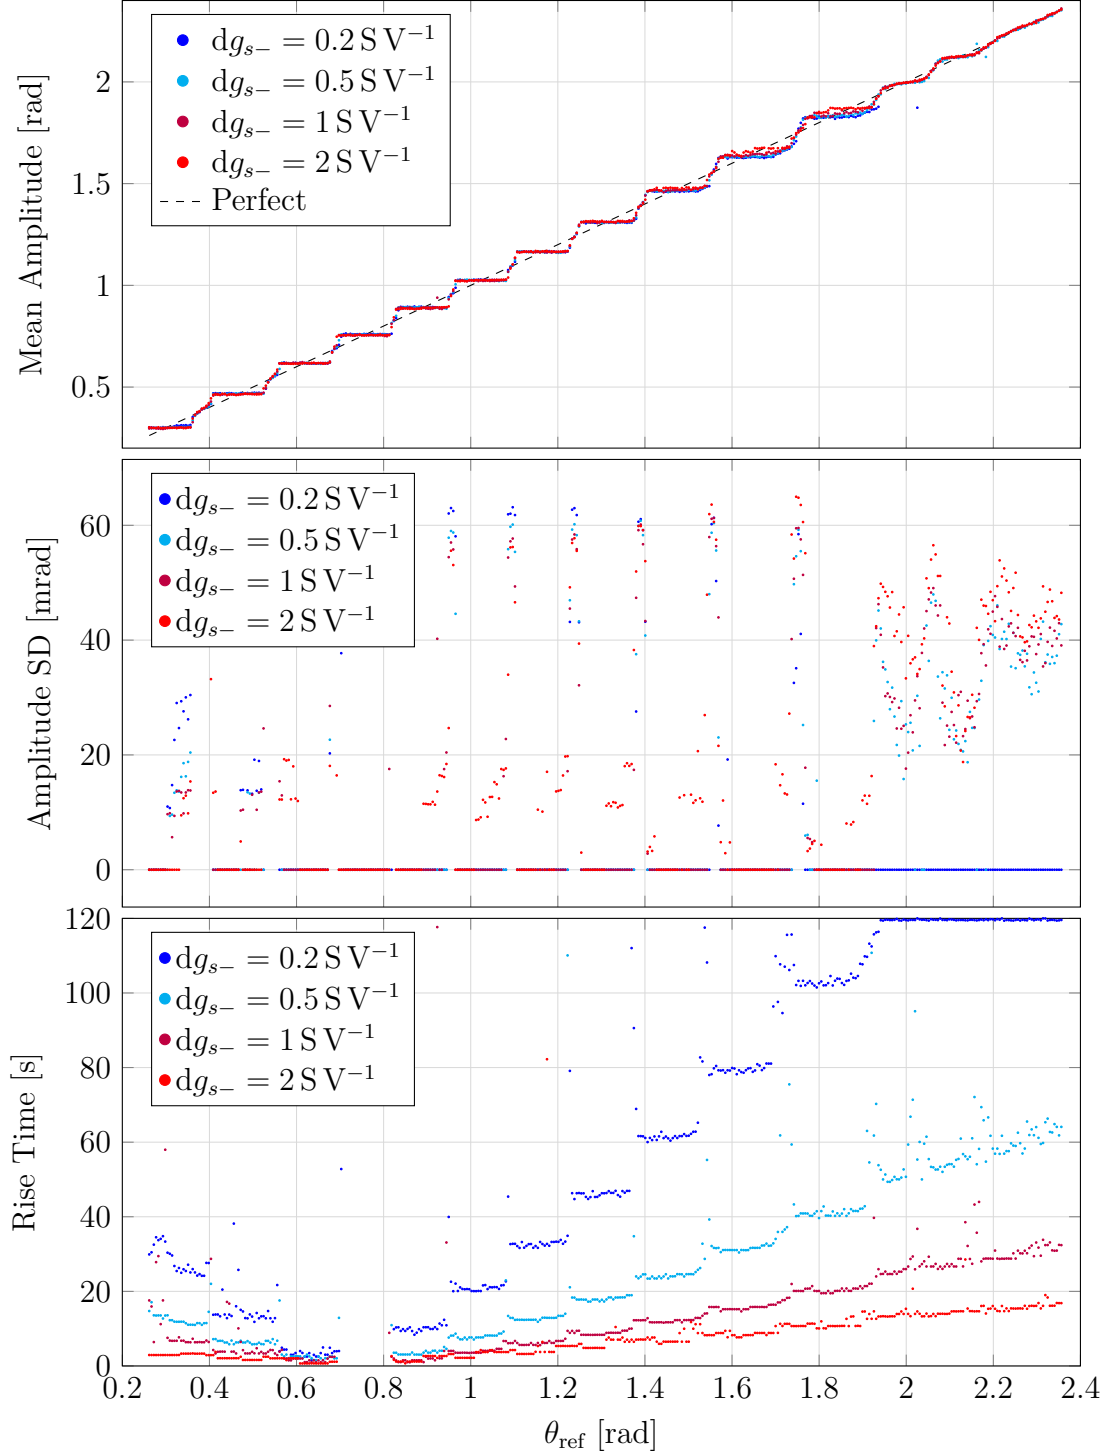 2
1.5
1
0.5
Mean Amplitude [rad]
dg_{s−} = 0.2 S V⁻¹
dg_{s−} = 0.5 S V⁻¹
dg_{s−} = 1 S V⁻¹
dg_{s−} = 2 S V⁻¹
Perfect
60
40
20
0
Amplitude SD [mrad]
dg_{s−} = 0.2 S V⁻¹
dg_{s−} = 0.5 S V⁻¹
dg_{s−} = 1 S V⁻¹
dg_{s−} = 2 S V⁻¹
120
100
80
60
40
20
0
Rise Time [s]
dg_{s−} = 0.2 S V⁻¹
dg_{s−} = 0.5 S V⁻¹
dg_{s−} = 1 S V⁻¹
dg_{s−} = 2 S V⁻¹
0.2 0.4 0.6 0.8 1 1.2 1.4 1.6 1.8 2 2.2 2.4
θ_{ref} [rad]